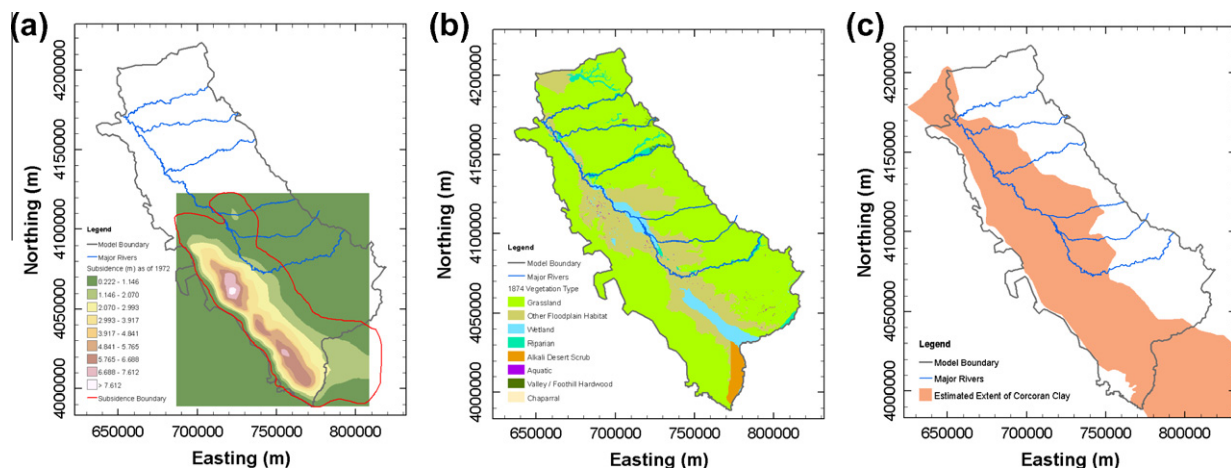 (a)
Northing (m)
4200000
4150000
4100000
4050000
4000000
Legend
Model Boundary
Major Rivers
Subsidence (m) as of 1972
0.222 - 1.146
1.146 - 2.070
2.070 - 2.993
2.993 - 3.917
3.917 - 4.841
4.841 - 5.765
5.765 - 6.688
6.688 - 7.612
> 7.612
Subsidence Boundary
650000 700000 750000 800000
Easting (m)
(b)
Northing (m)
4200000
4150000
4100000
4050000
4000000
Legend
Model Boundary
Major Rivers
1874 Vegetation Type
Grassland
Other Floodplain Habitat
Wetland
Riparian
Alkali Desert Scrub
Aquatic
Valley / Foothill Hardwood
Chaparral
650000 700000 750000 800000
Easting (m)
(c)
Northing (m)
4200000
4150000
4100000
4050000
4000000
Legend
Model Boundary
Major Rivers
Estimated Extent of Corcoran Clay
650000 700000 750000 800000
Easting (m)